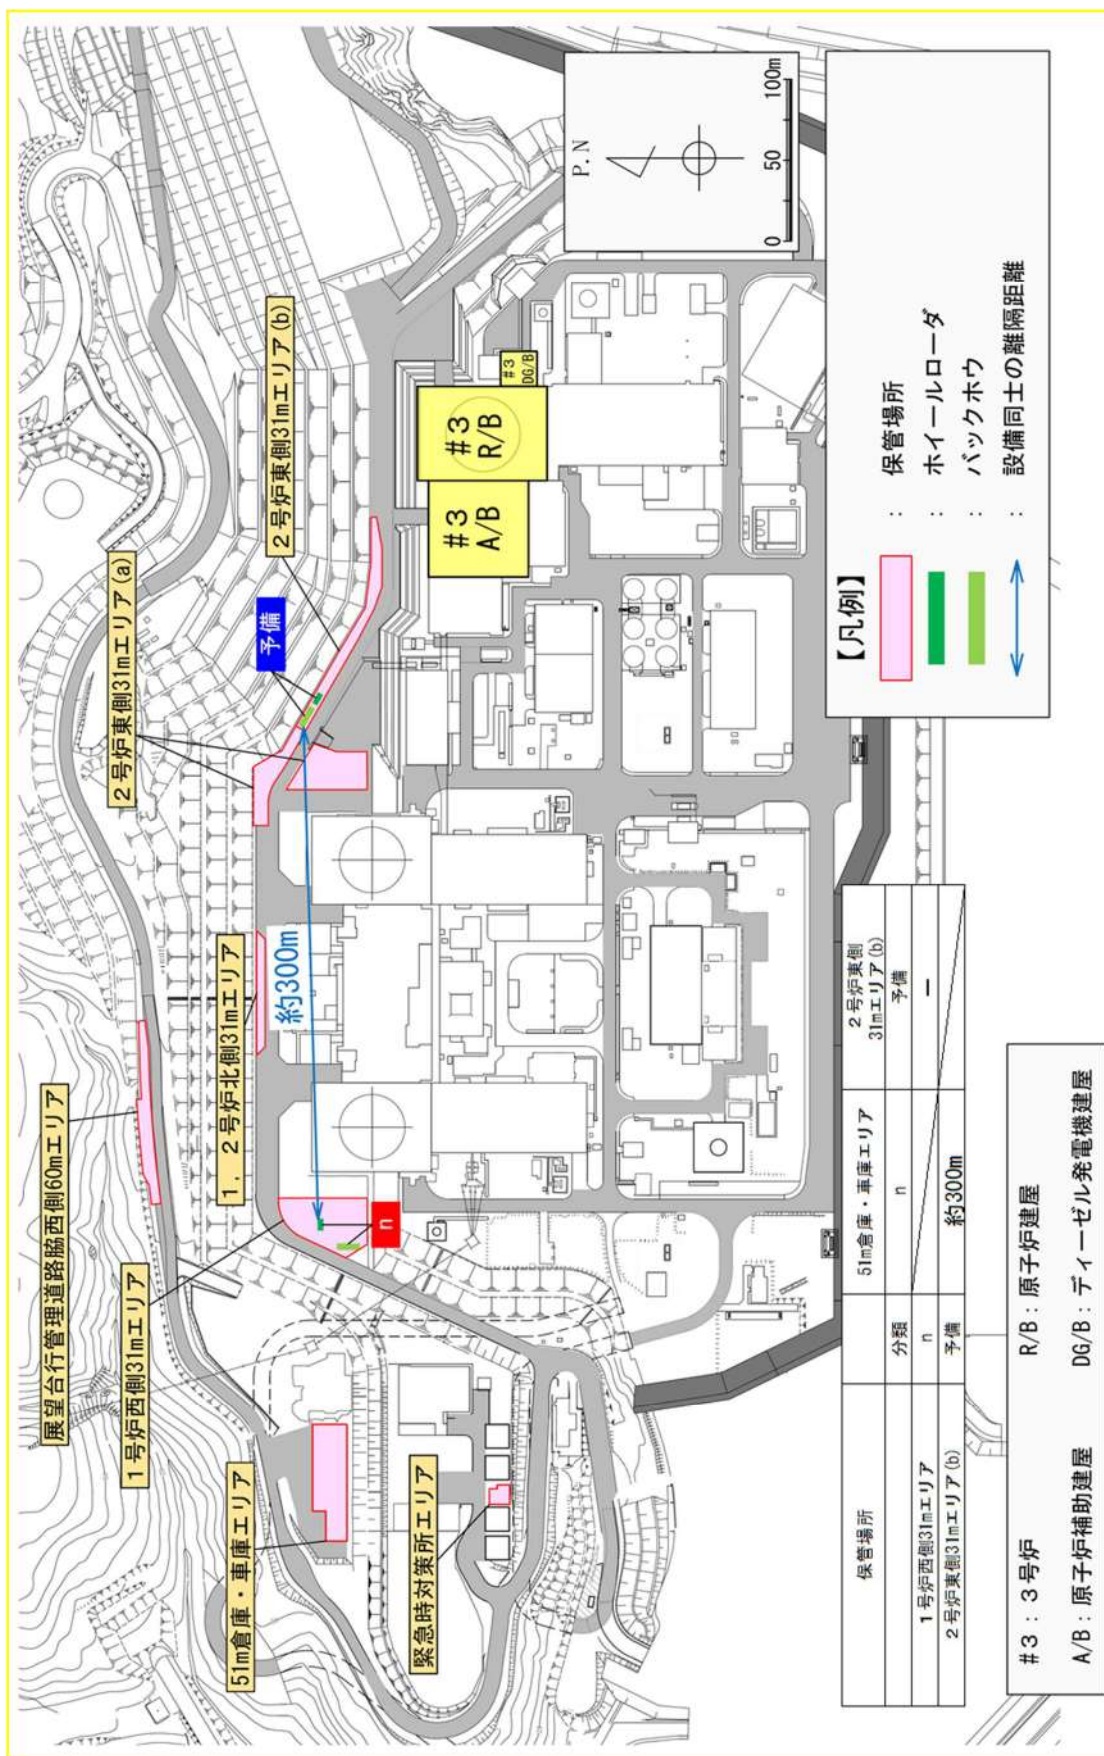 展望台行管理道路脇西側60mエリア
1号炉西側31mエリア
1，2号炉北側31mエリア
2号炉東側31mエリア(a)
2号炉東側31mエリア(b)
予備
51m倉庫・車庫エリア
緊急時対策所エリア
n
約300m
#3
R/B
#3
A/B
#3
DG/B
P.N
0 50 100m
【凡例】
： 保管場所
： ホイールローダ
： バックホウ
： 設備同士の離隔距離
保管場所 51m倉庫・車庫エリア 2号炉東側
31mエリア(b)
分類 n 予備
1号炉西側31mエリア n －
2号炉東側31mエリア(b) 予備 約300m
#3：3号炉 R/B：原子炉建屋
A/B：原子炉補助建屋 DG/B：ディーゼル発電機建屋